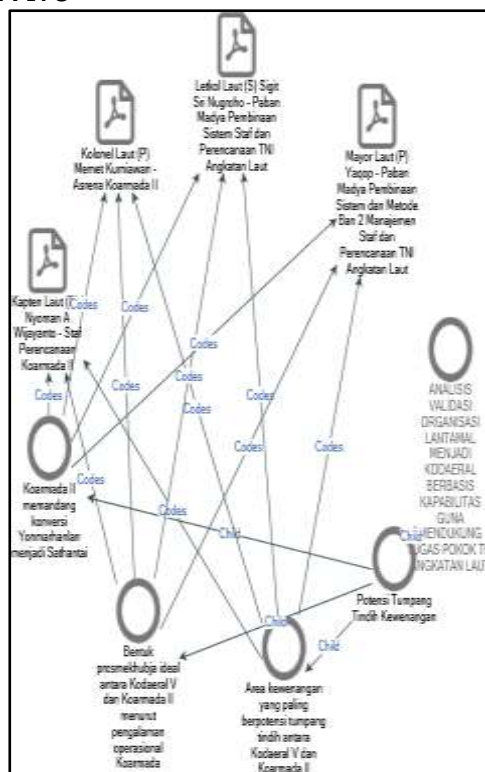 Letkol Laut (S) Sigit
Sri Nugroho - Paban
Madya Pembinaan
Sistem Staf dan
Perencanaan TNI
Angkatan Laut
Kolonel Laut (P)
Memet Kurniawan -
Asrena Koarmada II
Mayor Laut (P)
Yaqop - Paban
Madya Pembinaan
Sistem dan Metode
Ban 2 Manajemen
Staf dan
Perencanaan TNI
Angkatan Laut
Kapten Laut
Nyoman A
Wijayanto - Staf
Perencanaan
Koarmada II
Codes
Codes
Codes
Codes
Codes
Codes
Codes
Codes
Codes
Codes
Codes
Koarmada II
memandang
konversi
Yonmarhanlan
menjadi Satrantai
ANALISIS
VALIDASI
ORGANISASI
LANTAMAL
MENJADI
KODAERAL
BERBASIS
KAPABILITAS
GUNA
MENDUKUNG
TUGAS POKOK
ANGKATAN LAUT
Child
Child
Child
Child
Potensi Tumpang
Tindih Kewenangan
Bentuk
ideal
antara Kodaeral V
dan Koarmada II
menurut
pengalaman
operasional
Koarmada
Area kewenangan
yang paling
berpotensi tumpang
tindih antara
Kodaeral V dan
Koarmada II